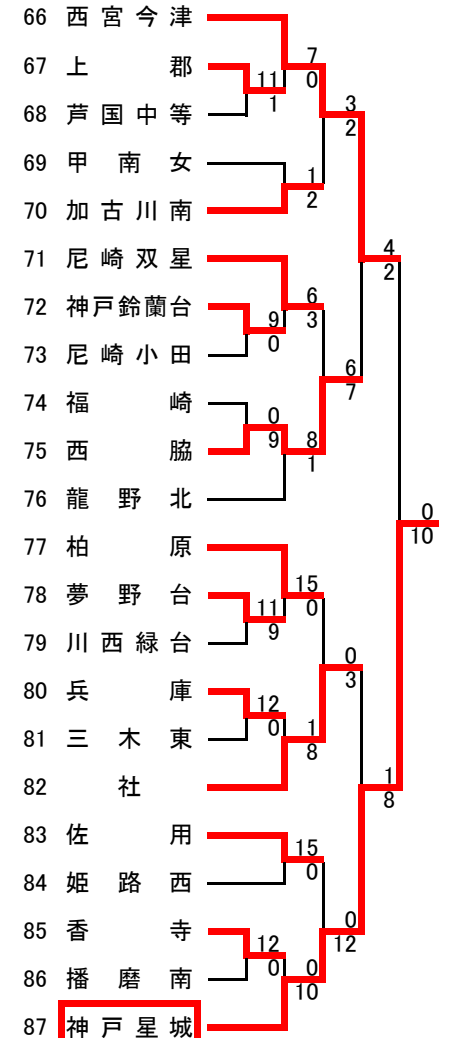 66 西宮今津
7
67 上郡
11
0
1
3
68 芦国中等
2
69 甲南女
1
70 加古川南
2
71 尼崎双星
4
2
72 神戸鈴蘭台
6
9
3
73 尼崎小田
0
6
7
74 福崎
0
75 西脇
9
8
1
76 龍野北
0
10
77 柏原
78 夢野台
15
11
0
79 川西緑台
9
0
3
80 兵庫
12
81 三木東
0
1
8
82 社
1
8
83 佐用
15
84 姫路西
0
85 香寺
12
0
0
12
86 播磨南
0
10
87 神戸星城